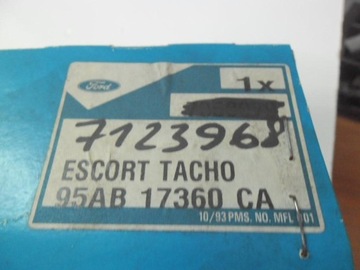 Ford
1x
7123968
ESCORT TACHO
95AB 17360 CA
10/93 PMS. NO. MFL 001